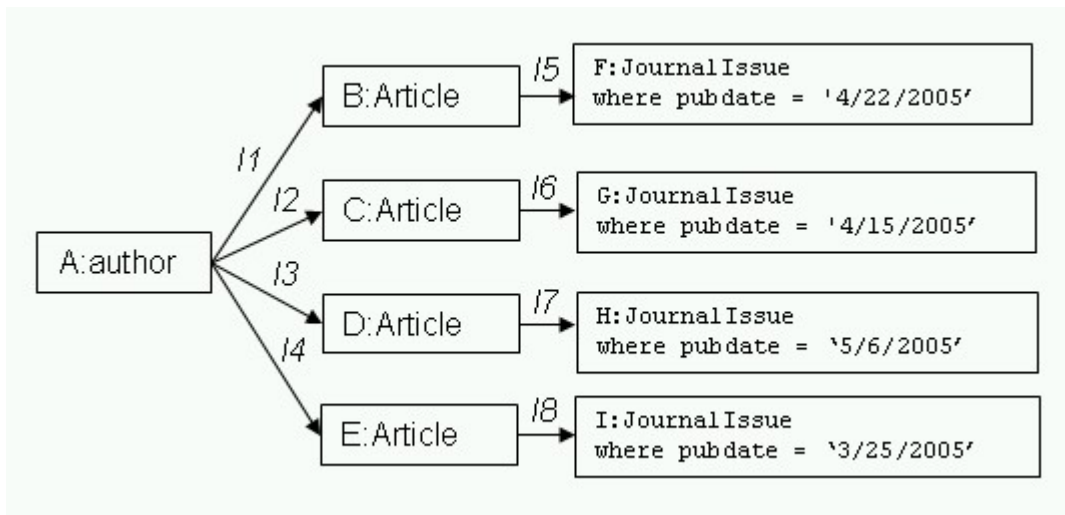 A:author
l1
l2
l3
l4
B:Article
l5
F:JournalIssue
where pubdate = '4/22/2005'
C:Article
l6
G:JournalIssue
where pubdate = '4/15/2005'
D:Article
l7
H:JournalIssue
where pubdate = ‘5/6/2005’
E:Article
l8
I:JournalIssue
where pubdate = ‘3/25/2005’